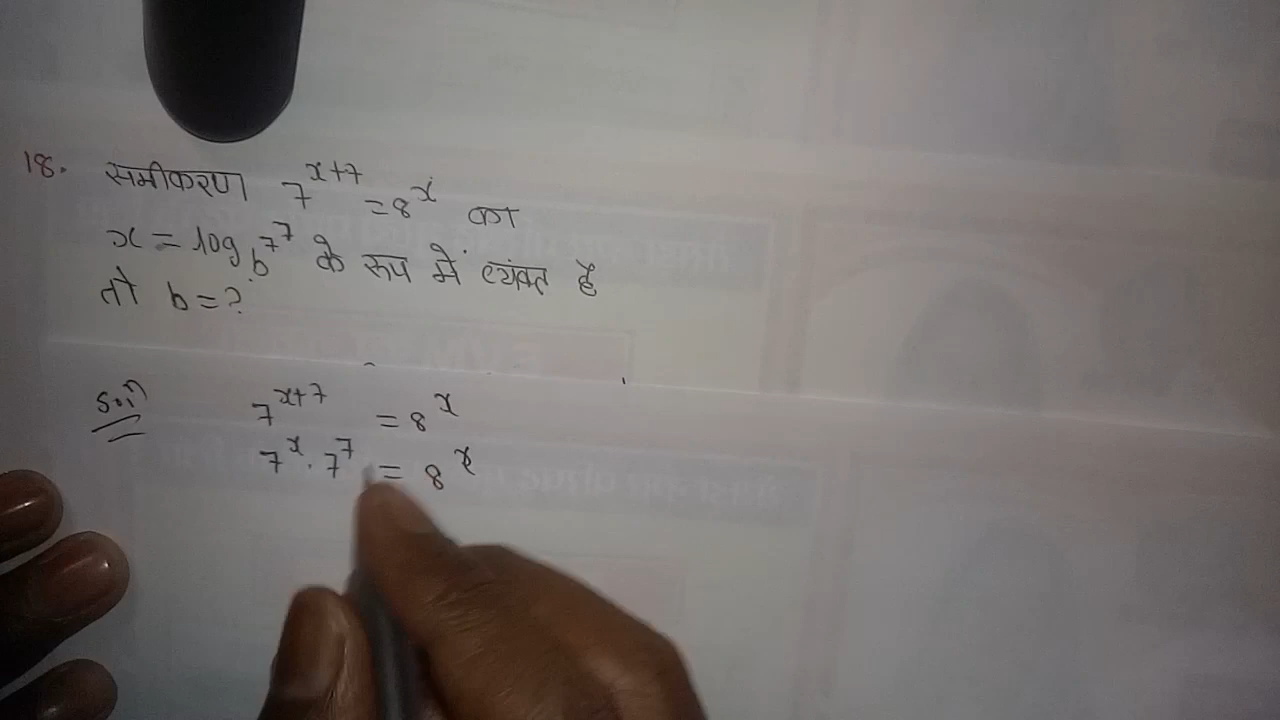 18. समीकरण 7^{x+7} = 8^x का
x = log_b 7^7 के रूप में व्यक्त है
तो b = ?
Sol^n
7^{x+7} = 8^x
7^x . 7^7 = 8^x